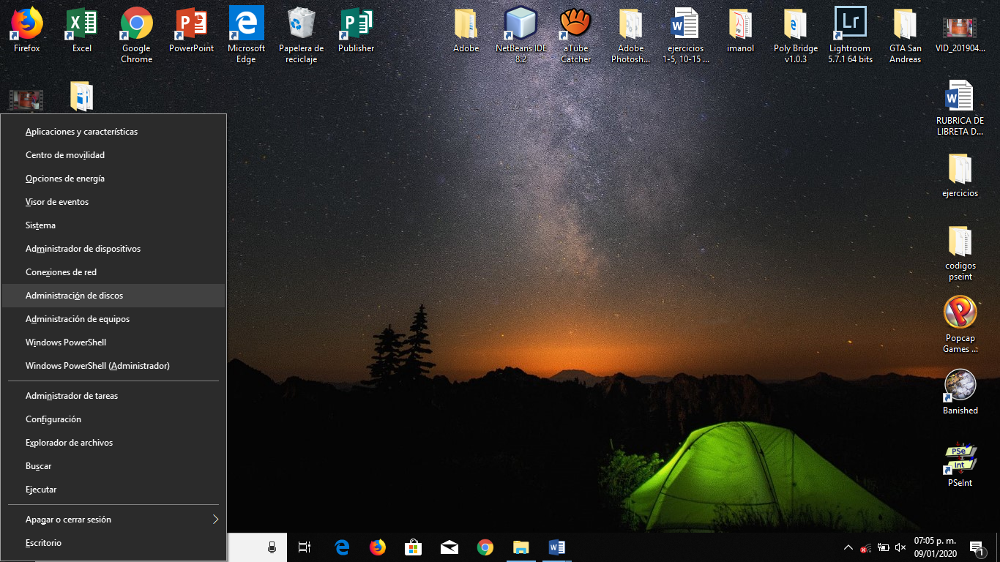 Firefox
Excel
Google
Chrome
PowerPoint
Microsoft
Edge
Papelera de
reciclaje
Publisher
Adobe
NetBeans IDE
8.2
aTube
Catcher
Adobe
Photosh...
ejercicios
1-5, 10-15 ...
imanol
Poly Bridge
v1.0.3
Lr
Lightroom
5.7.1 64 bits
GTA San
Andreas
VID_201904...
RUBRICA DE
LIBRETA D...
ejercicios
codigos
pseint
Popcap
Games ...
Banished
PSe
Int
PSeInt
Aplicaciones y características
Centro de movilidad
Opciones de energía
Visor de eventos
Sistema
Administrador de dispositivos
Conexiones de red
Administración de discos
Administración de equipos
Windows PowerShell
Windows PowerShell (Administrador)
Administrador de tareas
Configuración
Explorador de archivos
Buscar
Ejecutar
Apagar o cerrar sesión
Escritorio
07:05 p. m.
09/01/2020
1